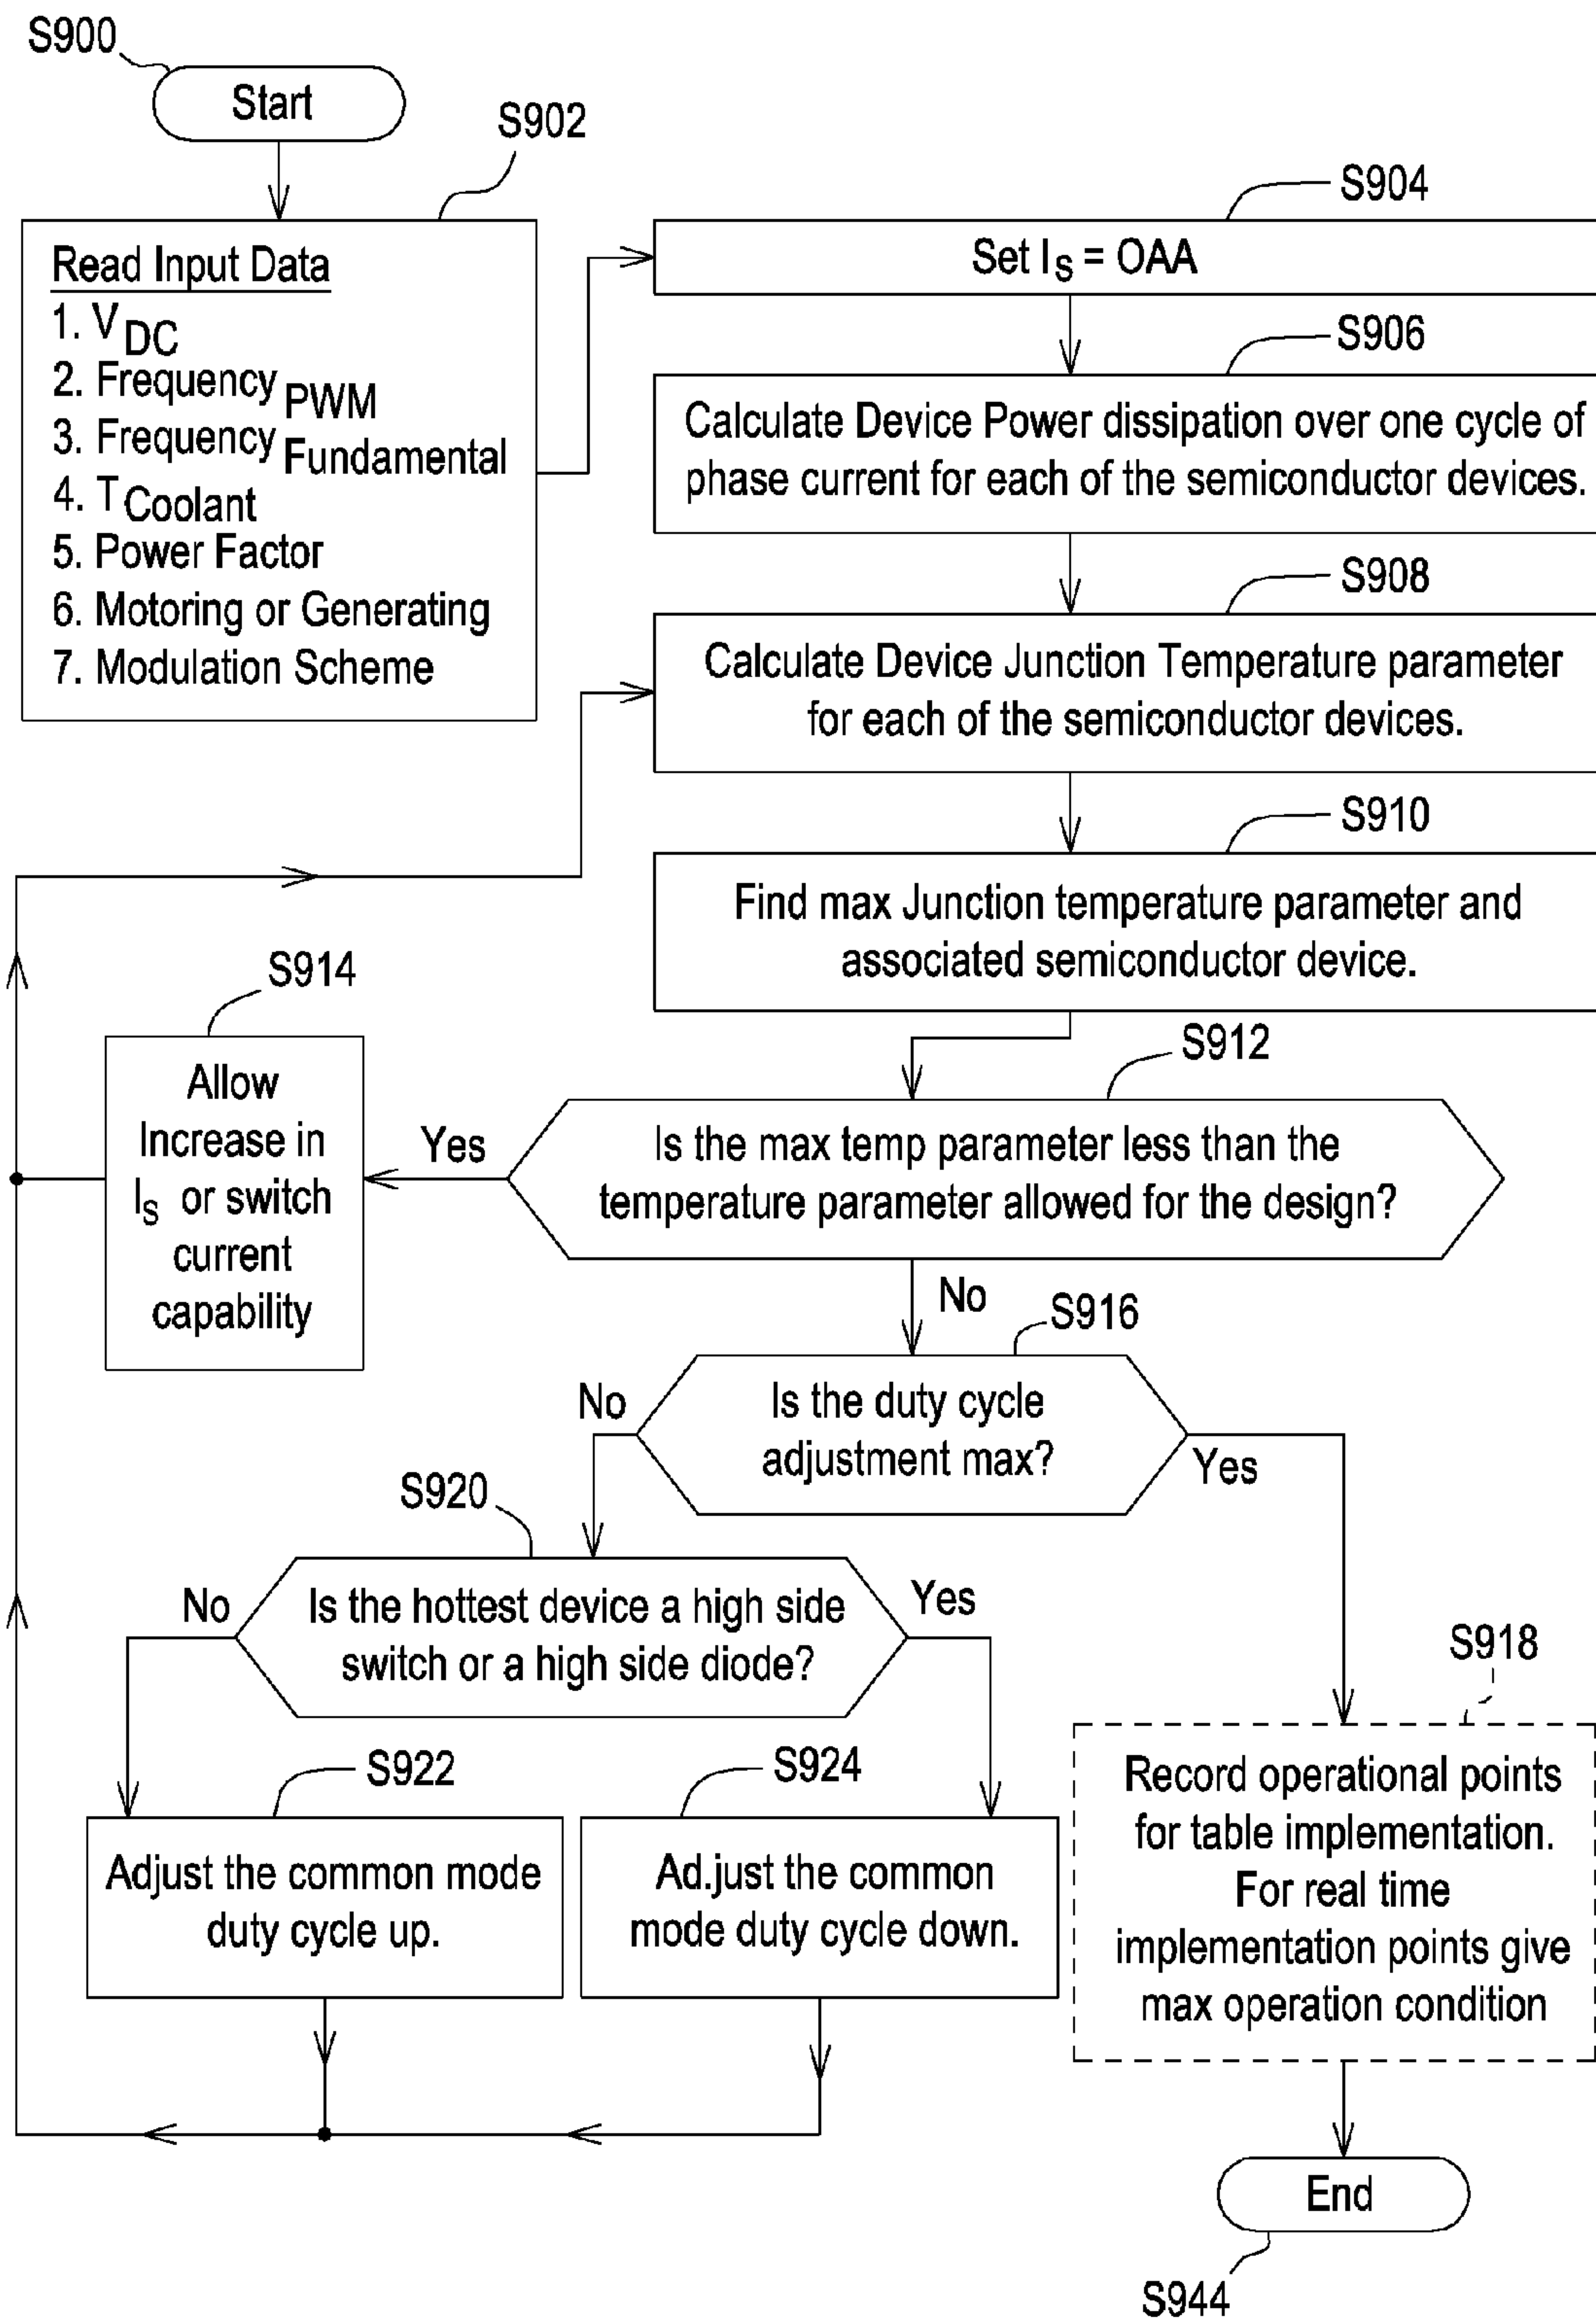 S900
Start
S902
Read Input Data
1. VDC
2. FrequencyPWM
3. FrequencyFundamental
4. TCoolant
5. Power Factor
6. Motoring or Generating
7. Modulation Scheme
S904
Set IS = OAA
S906
Calculate Device Power dissipation over one cycle of
phase current for each of the semiconductor devices.
S908
Calculate Device Junction Temperature parameter
for each of the semiconductor devices.
S910
Find max Junction temperature parameter and
associated semiconductor device.
S912
Is the max temp parameter less than the
temperature parameter allowed for the design?
Yes
S914
Allow
Increase in
IS or switch
current
capability
No
S916
Is the duty cycle
adjustment max?
No
Yes
S920
Is the hottest device a high side
switch or a high side diode?
No
Yes
S918
Record operational points
for table implementation.
For real time
implementation points give
max operation condition
S922
Adjust the common mode
duty cycle up.
S924
Ad.just the common
mode duty cycle down.
End
S944